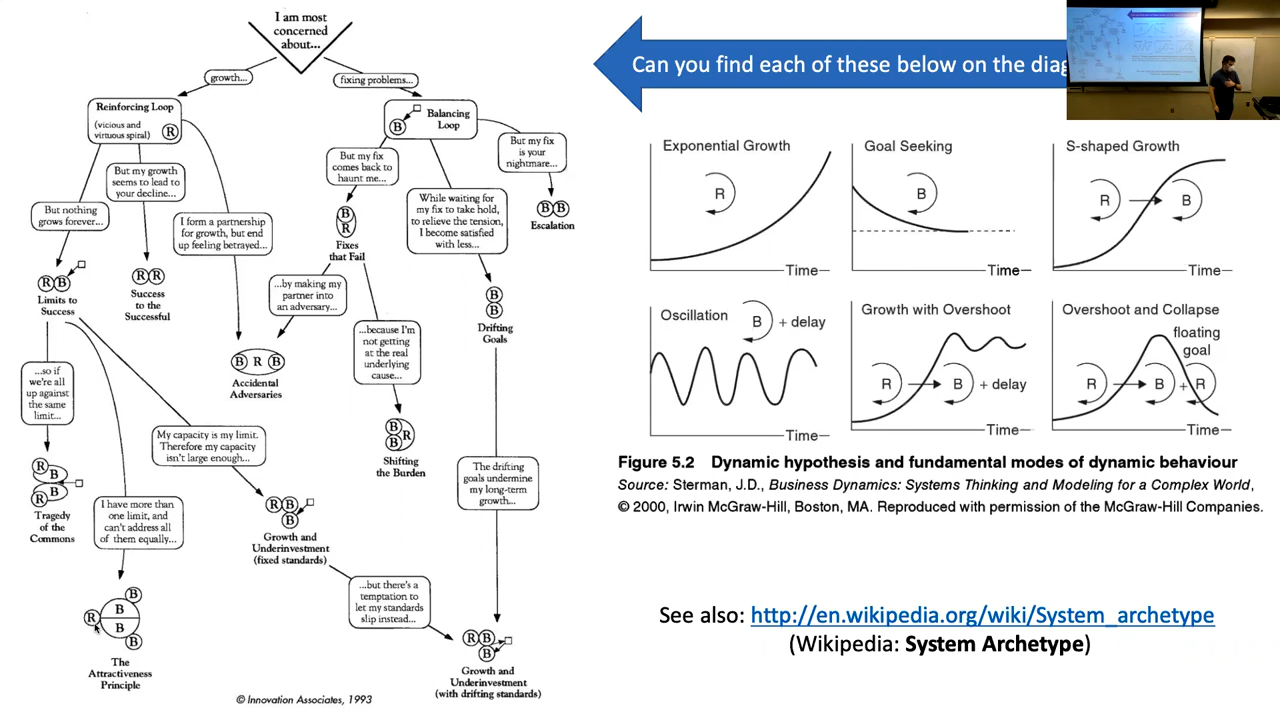 I am most
concerned
about...
growth...
fixing problems...
Reinforcing Loop
(vicious and
virtuous spiral)
R
B
Balancing
Loop
But my growth
seems to lead to
your decline...
But my fix
comes back to
haunt me...
But my fix
is your
nightmare...
But nothing
grows forever...
I form a partnership
for growth, but end
up feeling betrayed...
B
R
Fixes
that Fail
While waiting for
my fix to take hold,
to relieve the tension,
I become satisfied
with less...
B B
Escalation
R B
Limits to
Success
R R
Success
to the
Successful
...by making my
partner into
an adversary...
B
B
Drifting
Goals
B R B
Accidental
Adversaries
...because I'm
not getting
at the real
underlying
cause...
...so if
we're all
up against
the same
limit...
My capacity is my limit.
Therefore my capacity
isn't large enough...
B
B R
Shifting
the Burden
R B
R B
Tragedy
of the
Commons
I have more than
one limit, and
can't address all
of them equally...
The drifting
goals undermine
my long-term
growth...
R B
B
Growth and
Underinvestment
(fixed standards)
...but there's a
temptation to
let my standards
slip instead...
B
R B
B
B
The
Attractiveness
Principle
R B
B
Growth and
Underinvestment
(with drifting standards)
© Innovation Associates, 1993
Can you find each of these below on the diag
Exponential Growth
R
Time
Goal Seeking
B
Time
S-shaped Growth
R B
Time
Oscillation
B + delay
Time
Growth with Overshoot
R B + delay
Time
Overshoot and Collapse
floating
goal
R B + R
Time
Figure 5.2 Dynamic hypothesis and fundamental modes of dynamic behaviour
Source: Sterman, J.D., Business Dynamics: Systems Thinking and Modeling for a Complex World,
© 2000, Irwin McGraw-Hill, Boston, MA. Reproduced with permission of the McGraw-Hill Companies.
See also: http://en.wikipedia.org/wiki/System_archetype
(Wikipedia: System Archetype)